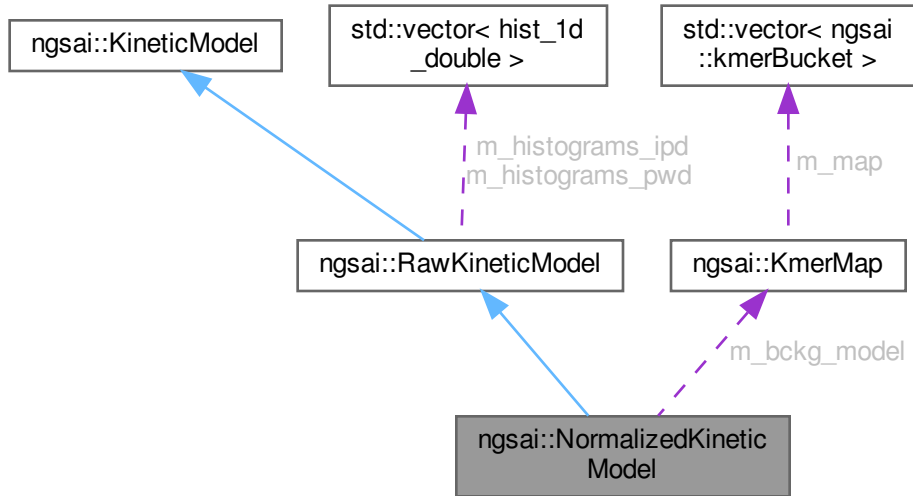 ngsai::KineticModel
std::vector< hist_1d
_double >
std::vector< ngsai
::kmerBucket >
m_histograms_ipd
m_histograms_pwd
m_map
ngsai::RawKineticModel
ngsai::KmerMap
m_bckg_model
ngsai::NormalizedKinetic
Model